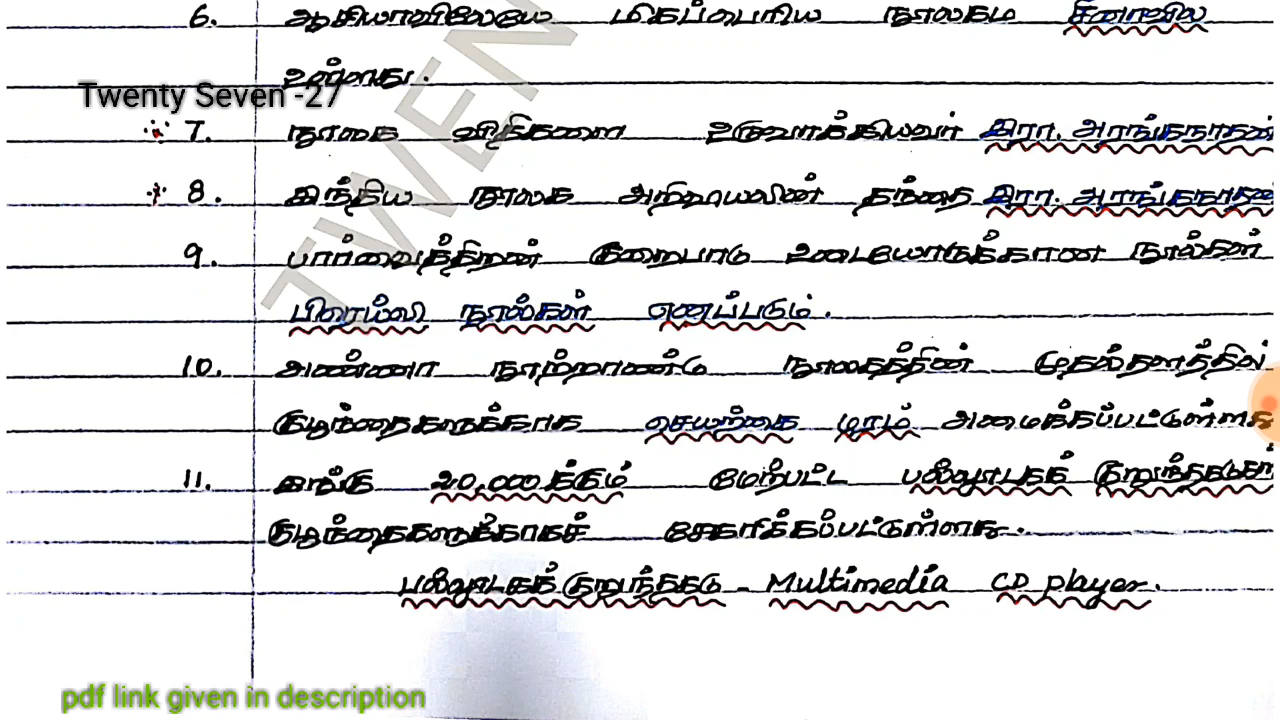 6. ஆசியாவிலேயே மிகப்பெரிய நூலகம் சீனாவில்
உள்ளது.
Twenty Seven -27
7. நூலக விதிகளை உருவாக்கியவர் இரா. அரங்கநாதன்
8. இந்திய நூலக அறிவியலின் தந்தை இரா. அரங்கநாதன்
9. பார்வைத்திறன் குறைபாடு உடையோருக்கான நூல்கள்
பிரெய்லி நூல்கள் எனப்படும்.
10. அண்ணா நூற்றாண்டு நூலகத்தின் முதல்தளத்தில்
குழந்தைகளுக்காக செயற்கை மரம் அமைக்கப்பட்டுள்ளது
11. இங்கு 20,000க்கும் மேற்பட்ட பல்லூடகக் குறுந்தகடுகள்
குழந்தைகளுக்காகச் சேகரிக்கப்பட்டுள்ளது.
பல்லூடகக் குறுந்தகடு - Multimedia CD player.
TWEN
pdf link given in description